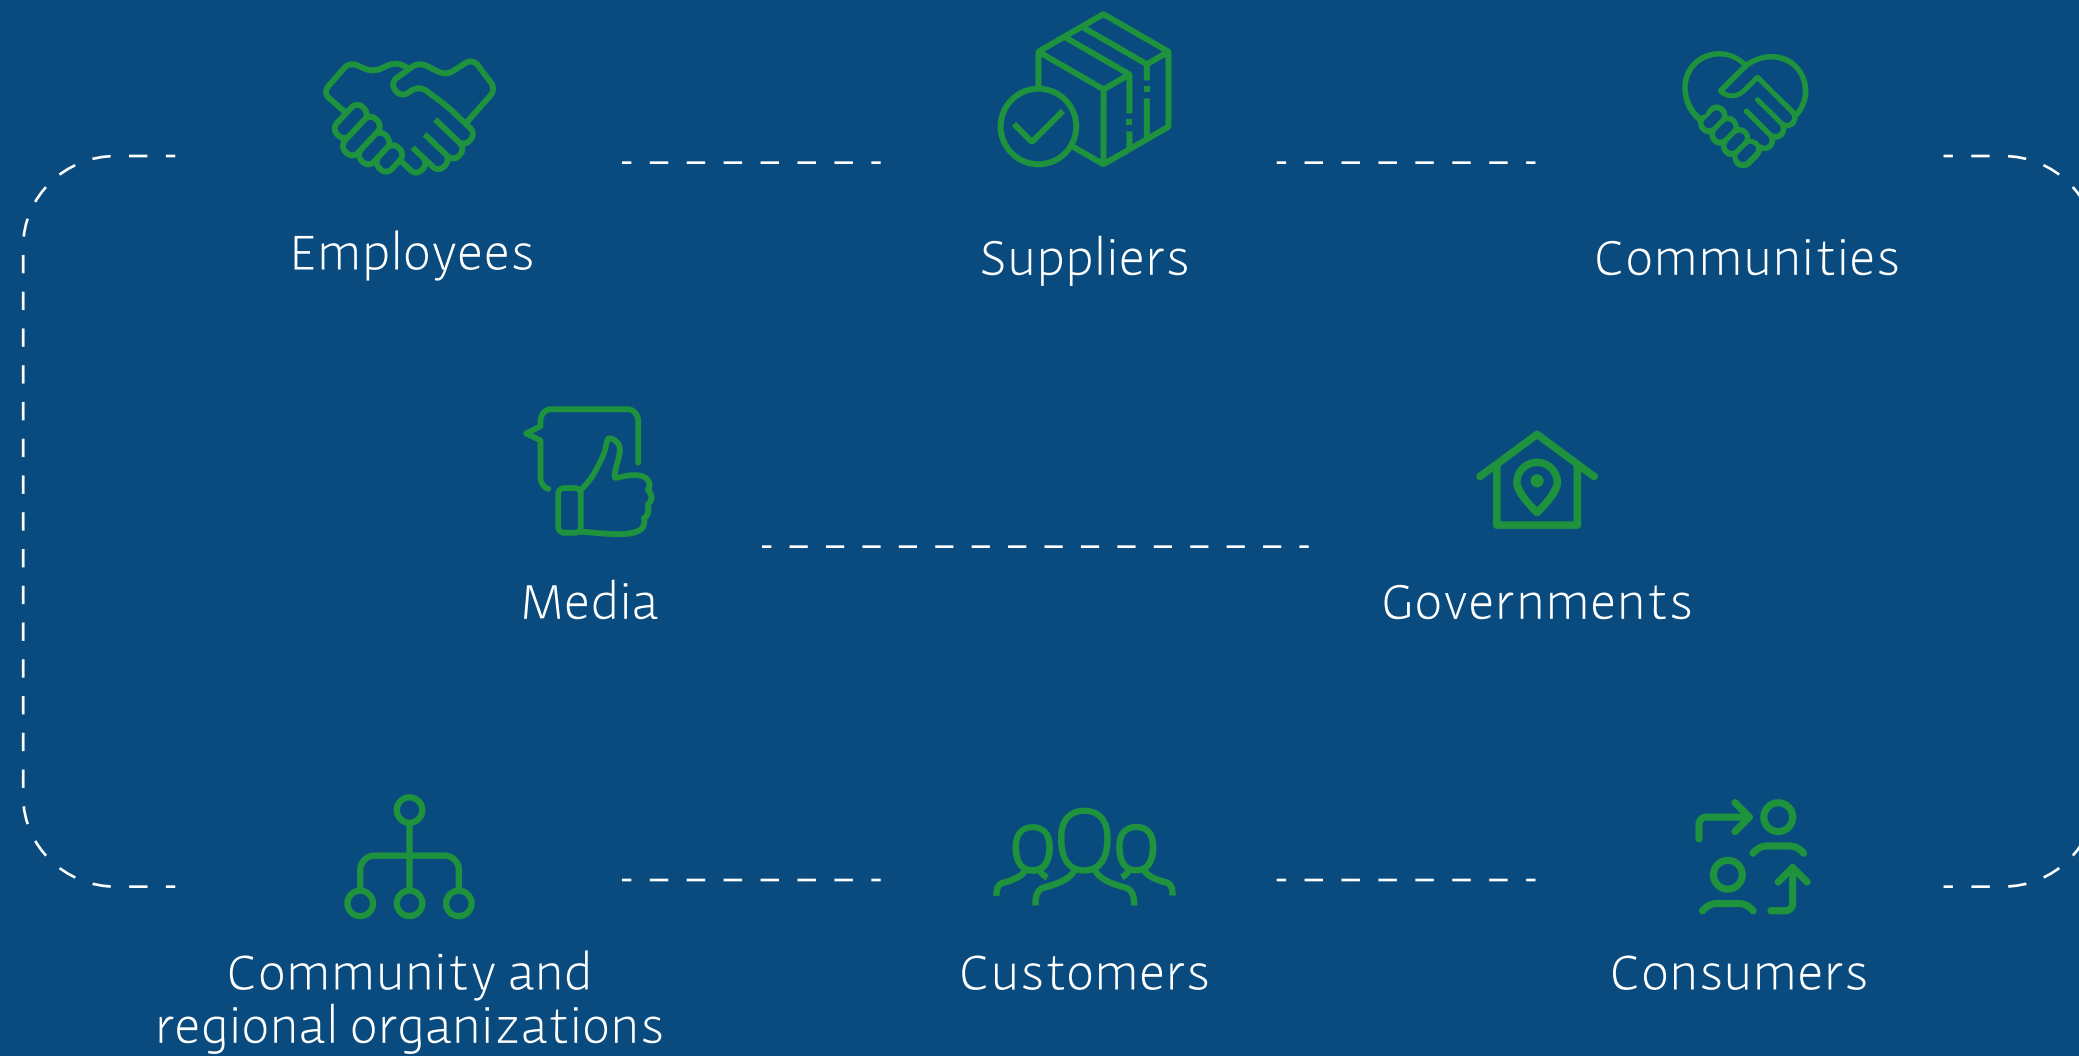 Employees
Suppliers
Communities
Media
Governments
Community and
regional organizations
Customers
Consumers